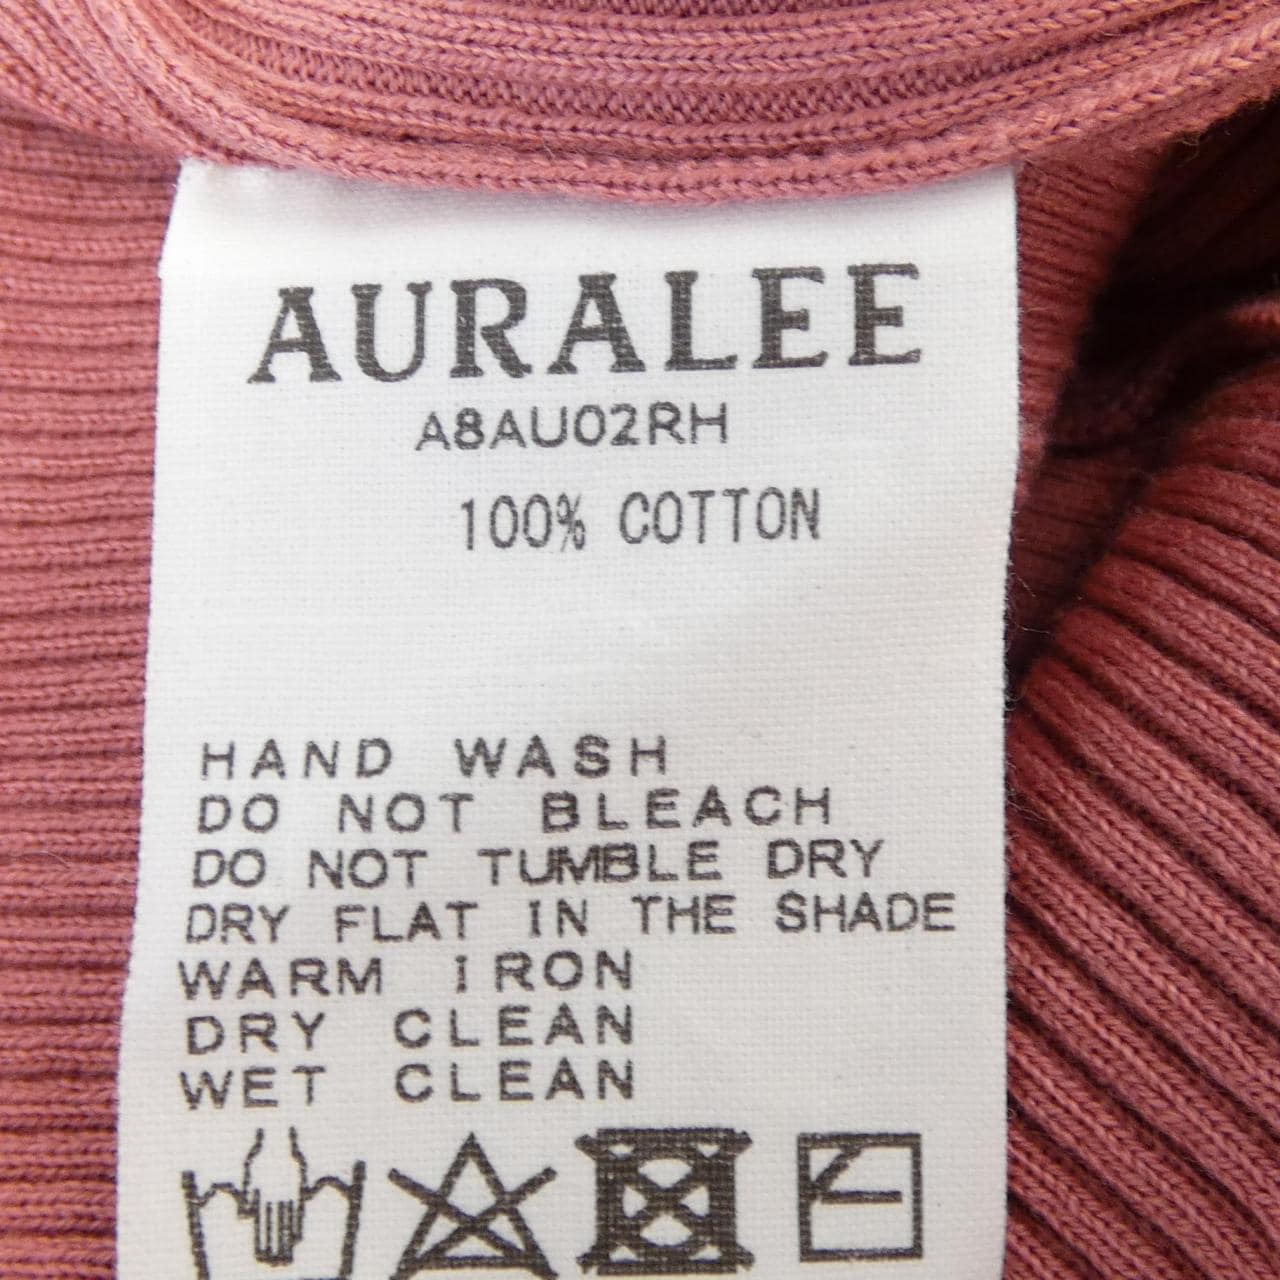 AURALEE
A8AU02RH
100% COTTON
HAND WASH
DO NOT BLEACH
DO NOT TUMBLE DRY
DRY FLAT IN THE SHADE
WARM IRON
DRY CLEAN
WET CLEAN